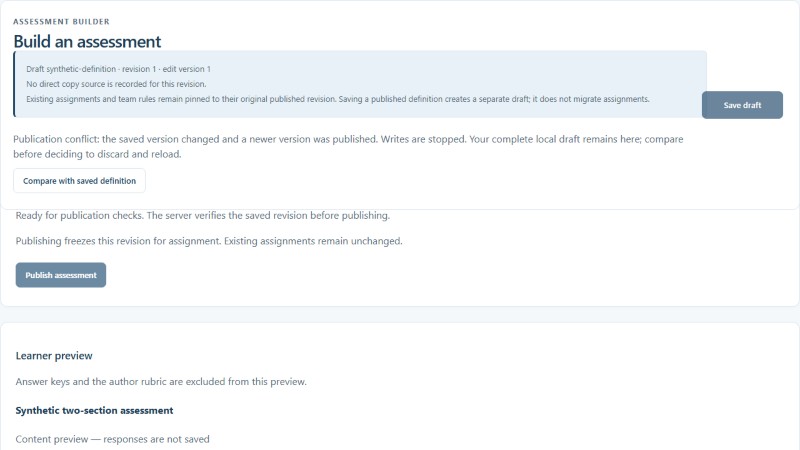 ASSESSMENT BUILDER
Build an assessment
Draft synthetic-definition · revision 1 · edit version 1
No direct copy source is recorded for this revision.
Existing assignments and team rules remain pinned to their original published revision. Saving a published definition creates a separate draft; it does not migrate assignments.
Save draft
Publication conflict: the saved version changed and a newer version was published. Writes are stopped. Your complete local draft remains here; compare
before deciding to discard and reload.
Compare with saved definition
Ready for publication checks. The server verifies the saved revision before publishing.
Publishing freezes this revision for assignment. Existing assignments remain unchanged.
Publish assessment
Learner preview
Answer keys and the author rubric are excluded from this preview.
Synthetic two-section assessment
Content preview — responses are not saved